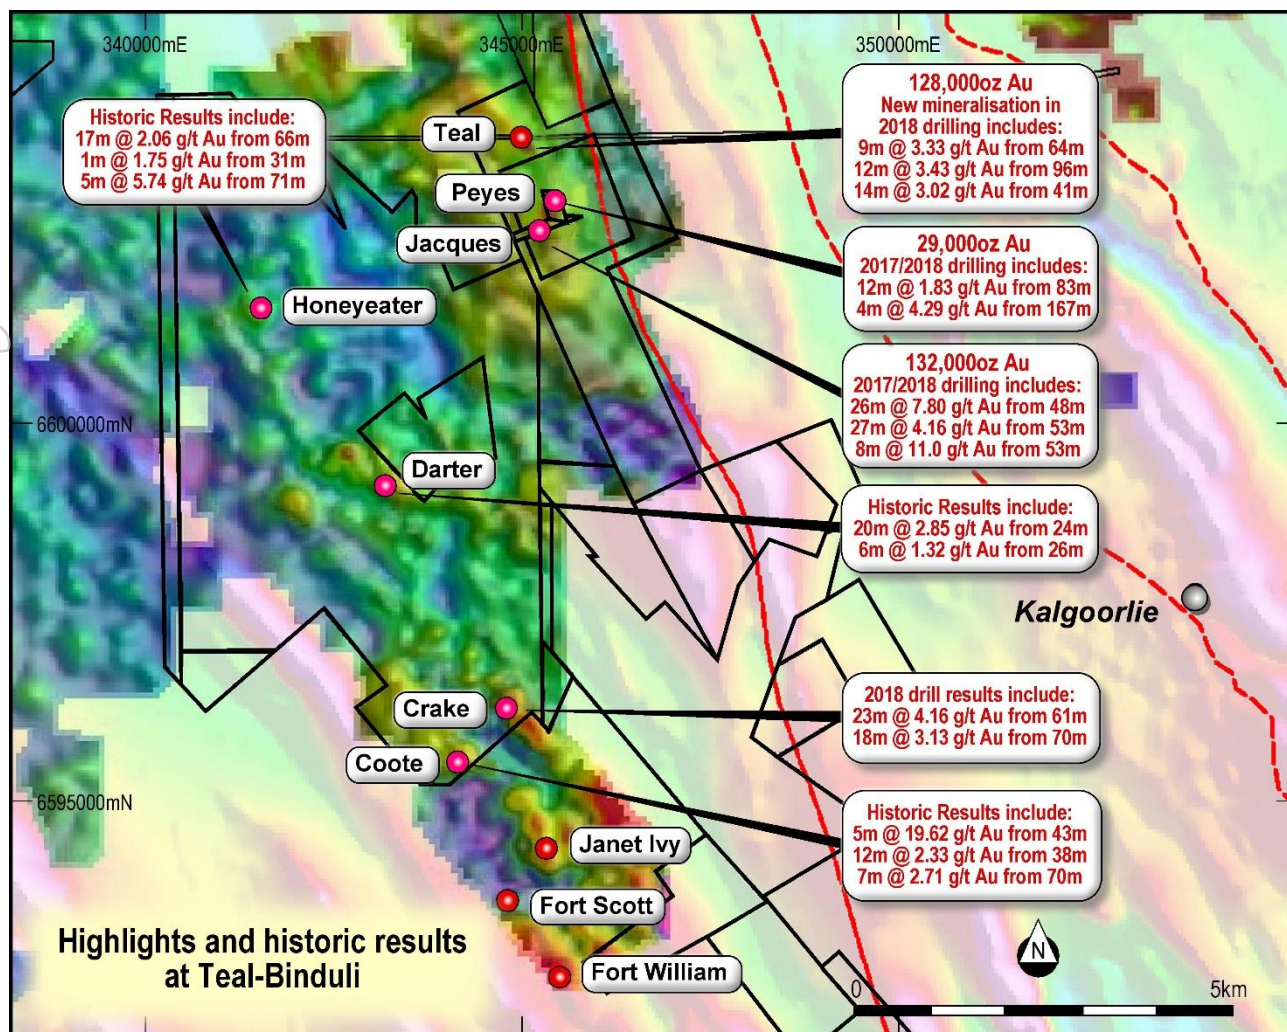 340000mE
345000mE
350000mE
Historic Results include:
17m @ 2.06 g/t Au from 66m
1m @ 1.75 g/t Au from 31m
5m @ 5.74 g/t Au from 71m
Teal
Peyes
Jacques
Honeyeater
128,000oz Au
New mineralisation in
2018 drilling includes:
9m @ 3.33 g/t Au from 64m
12m @ 3.43 g/t Au from 96m
14m @ 3.02 g/t Au from 41m
29,000oz Au
2017/2018 drilling includes:
12m @ 1.83 g/t Au from 83m
4m @ 4.29 g/t Au from 167m
132,000oz Au
2017/2018 drilling includes:
26m @ 7.80 g/t Au from 48m
27m @ 4.16 g/t Au from 53m
8m @ 11.0 g/t Au from 53m
6600000mN
Darter
Historic Results include:
20m @ 2.85 g/t Au from 24m
6m @ 1.32 g/t Au from 26m
Kalgoorlie
Crake
Coote
2018 drill results include:
23m @ 4.16 g/t Au from 61m
18m @ 3.13 g/t Au from 70m
6595000mN
Historic Results include:
5m @ 19.62 g/t Au from 43m
12m @ 2.33 g/t Au from 38m
7m @ 2.71 g/t Au from 70m
Janet Ivy
Fort Scott
Fort William
Highlights and historic results
at Teal-Binduli
N
0
5km